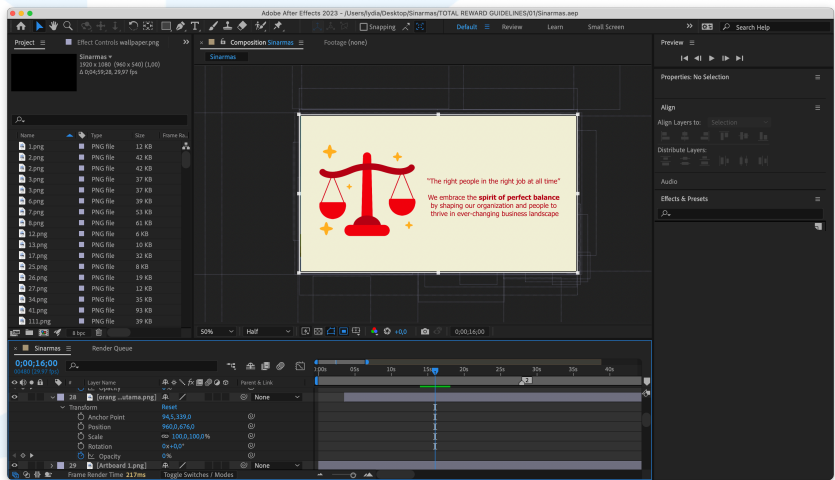 Adobe After Effects 2023 - /Users/lydia/Desktop/Sinarmas/TOTAL REWARD GUIDELINES/01/Sinarmas.aep
Snapping
Default
Review
Learn
Small Screen
Search Help
Project
Effect Controls wallpaper.png
Composition Sinarmas
Footage (none)
Preview
Sinarmas
Sinarmas
1920 x 1080 (960 x 540) (1,00)
Δ 0;04;59;28, 29,97 fps
Properties: No Selection
Align
Align Layers to: Selection
Distribute Layers:
Audio
Effects & Presets
Name Type Size Frame Ra..
1.png PNG file 12 KB
2.png PNG file 42 KB
2.png PNG file 42 KB
3.png PNG file 37 KB
3.png PNG file 37 KB
6.png PNG file 39 KB
7.png PNG file 53 KB
8.png PNG file 61 KB
12.png PNG file 6 KB
13.png PNG file 10 KB
17.png PNG file 32 KB
25.png PNG file 8 KB
26.png PNG file 19 KB
27.png PNG file 12 KB
34.png PNG file 35 KB
41.png PNG file 93 KB
111.png PNG file 39 KB
8 bpc
"The right people in the right job at all time"
We embrace the spirit of perfect balance
by shaping our organization and people to
thrive in ever-changing business landscape
50% Half +0,0 0;00;16;00
Sinarmas Render Queue
0;00;16;00
00480 (29.97 fps)
# Layer Name Parent & Link
:00s 05s 10s 15s 20s 25s 30s 35s 40s
2
Opacity 0%
28 [orang ...utama.png] None
Transform Reset
Anchor Point 94,5,339,0
Position 960,0,676,0
Scale 100,0,100,0%
Rotation 0x+0,0°
Opacity 0%
29 [Artboard 1.png] None
Frame Render Time 217ms Toggle Switches / Modes